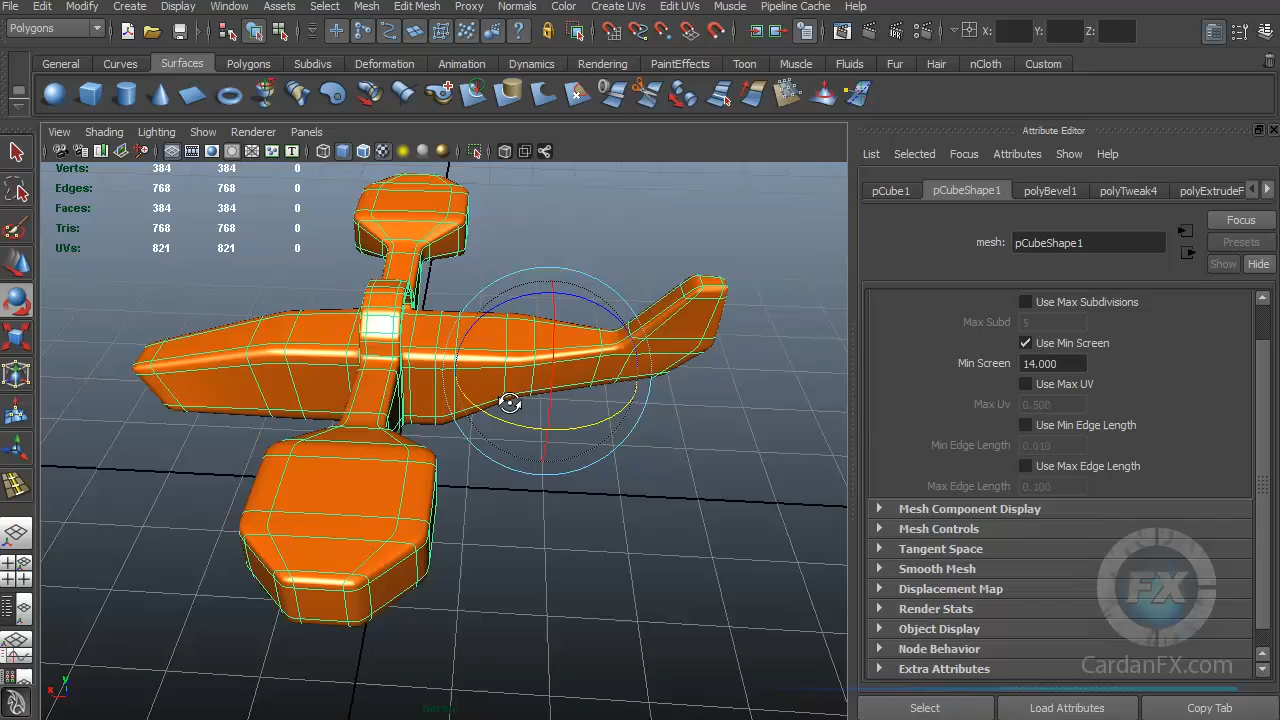 File Edit Modify Create Display Window Assets Select Mesh Edit Mesh Proxy Normals Color Create UVs Edit UVs Muscle Pipeline Cache Help
Polygons X: Y: Z:
General Curves Surfaces Polygons Subdivs Deformation Animation Dynamics Rendering PaintEffects Toon Muscle Fluids Fur Hair nCloth Custom
View Shading Lighting Show Renderer Panels
Verts: 384 384 0
Edges: 768 768 0
Faces: 384 384 0
Tris: 768 768 0
UVs: 821 821 0
persp
y
x
Attribute Editor
List Selected Focus Attributes Show Help
pCube1 pCubeShape1 polyBevel1 polyTweak4 polyExtrudeF
Focus
mesh: pCubeShape1 Presets
Show Hide
Use Max Subdivisions
Max Subd 5
Use Min Screen
Min Screen 14.000
Use Max UV
Max Uv 0.500
Use Min Edge Length
Min Edge Length 0.010
Use Max Edge Length
Max Edge Length 0.100
Mesh Component Display
Mesh Controls
Tangent Space
Smooth Mesh
Displacement Map
Render Stats
Object Display
Node Behavior
Extra Attributes
FX
CardanFX.com
Select Load Attributes Copy Tab